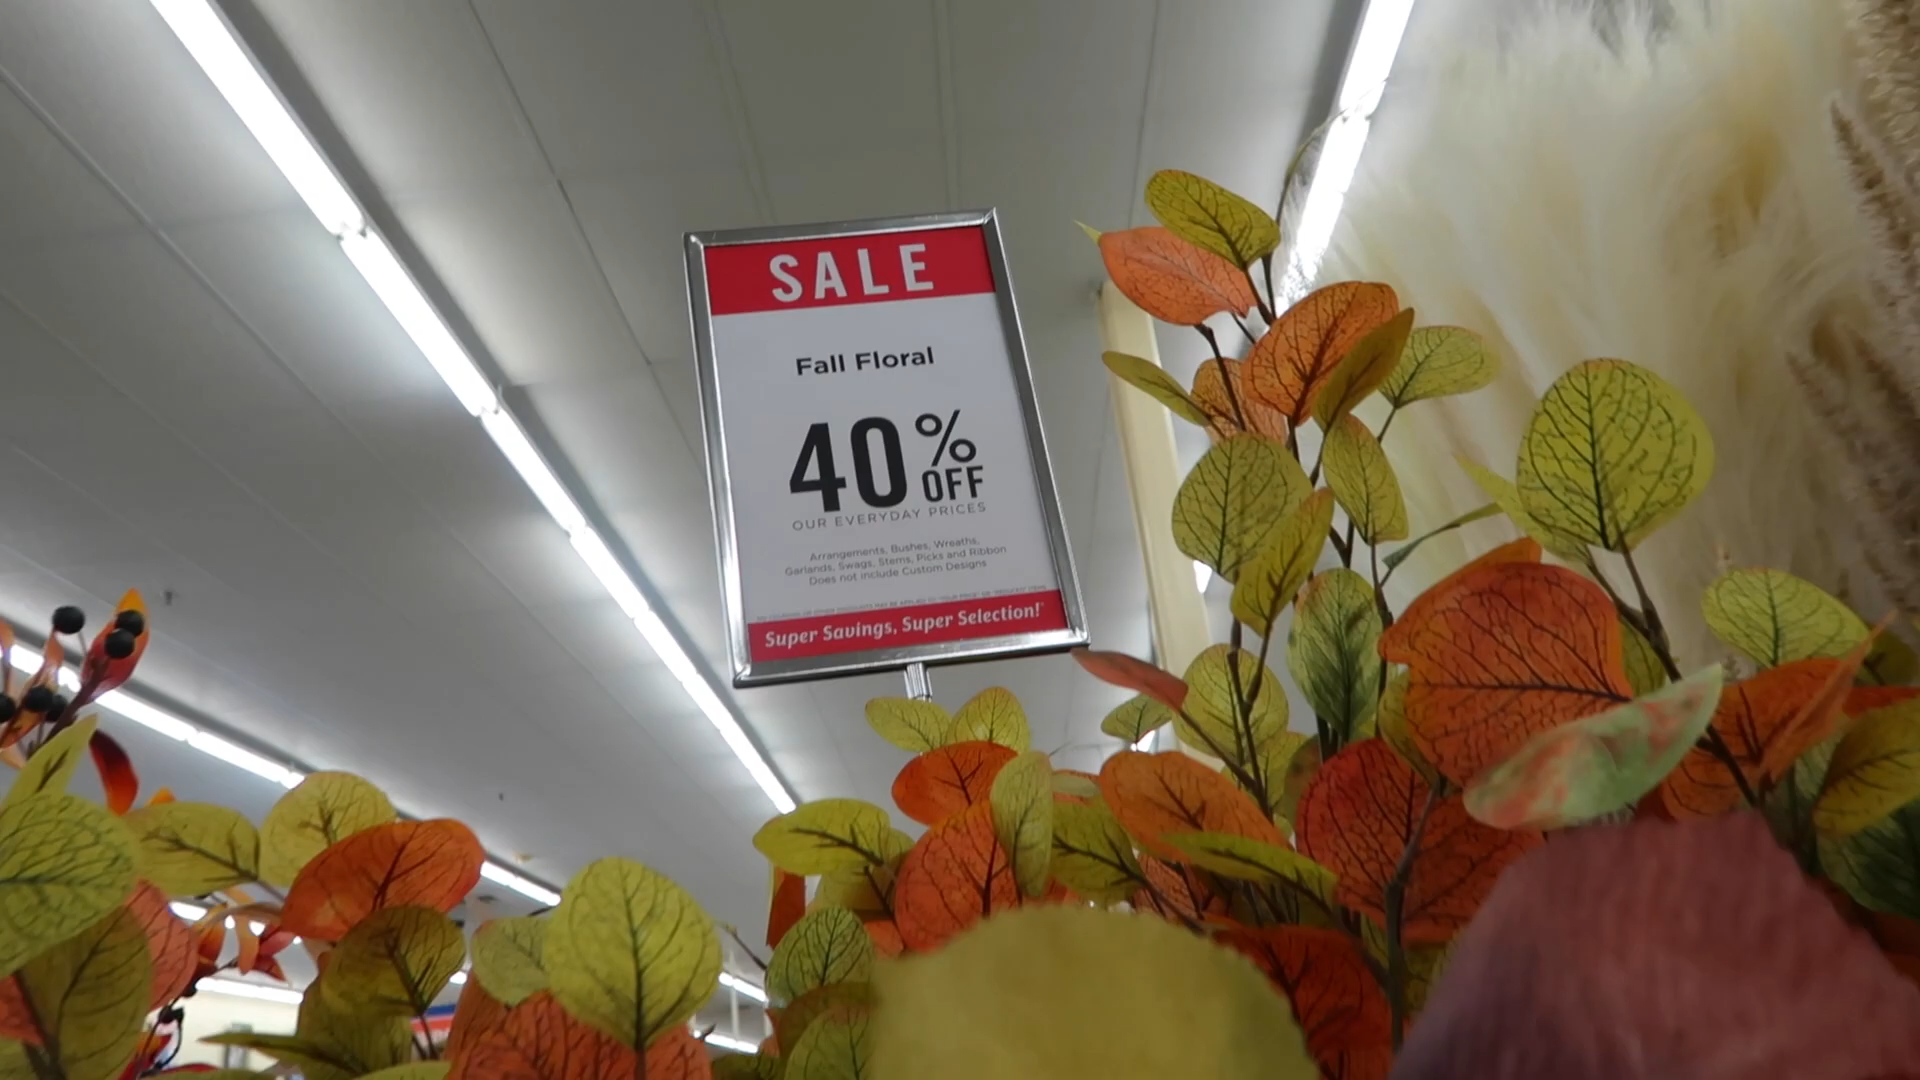 SALE
Fall Floral
40% OFF
OUR EVERYDAY PRICES
Arrangements, Bushes, Wreaths,
Garlands, Swags, Stems, Picks and Ribbon
Does not include Custom Designs
Super Savings, Super Selection!